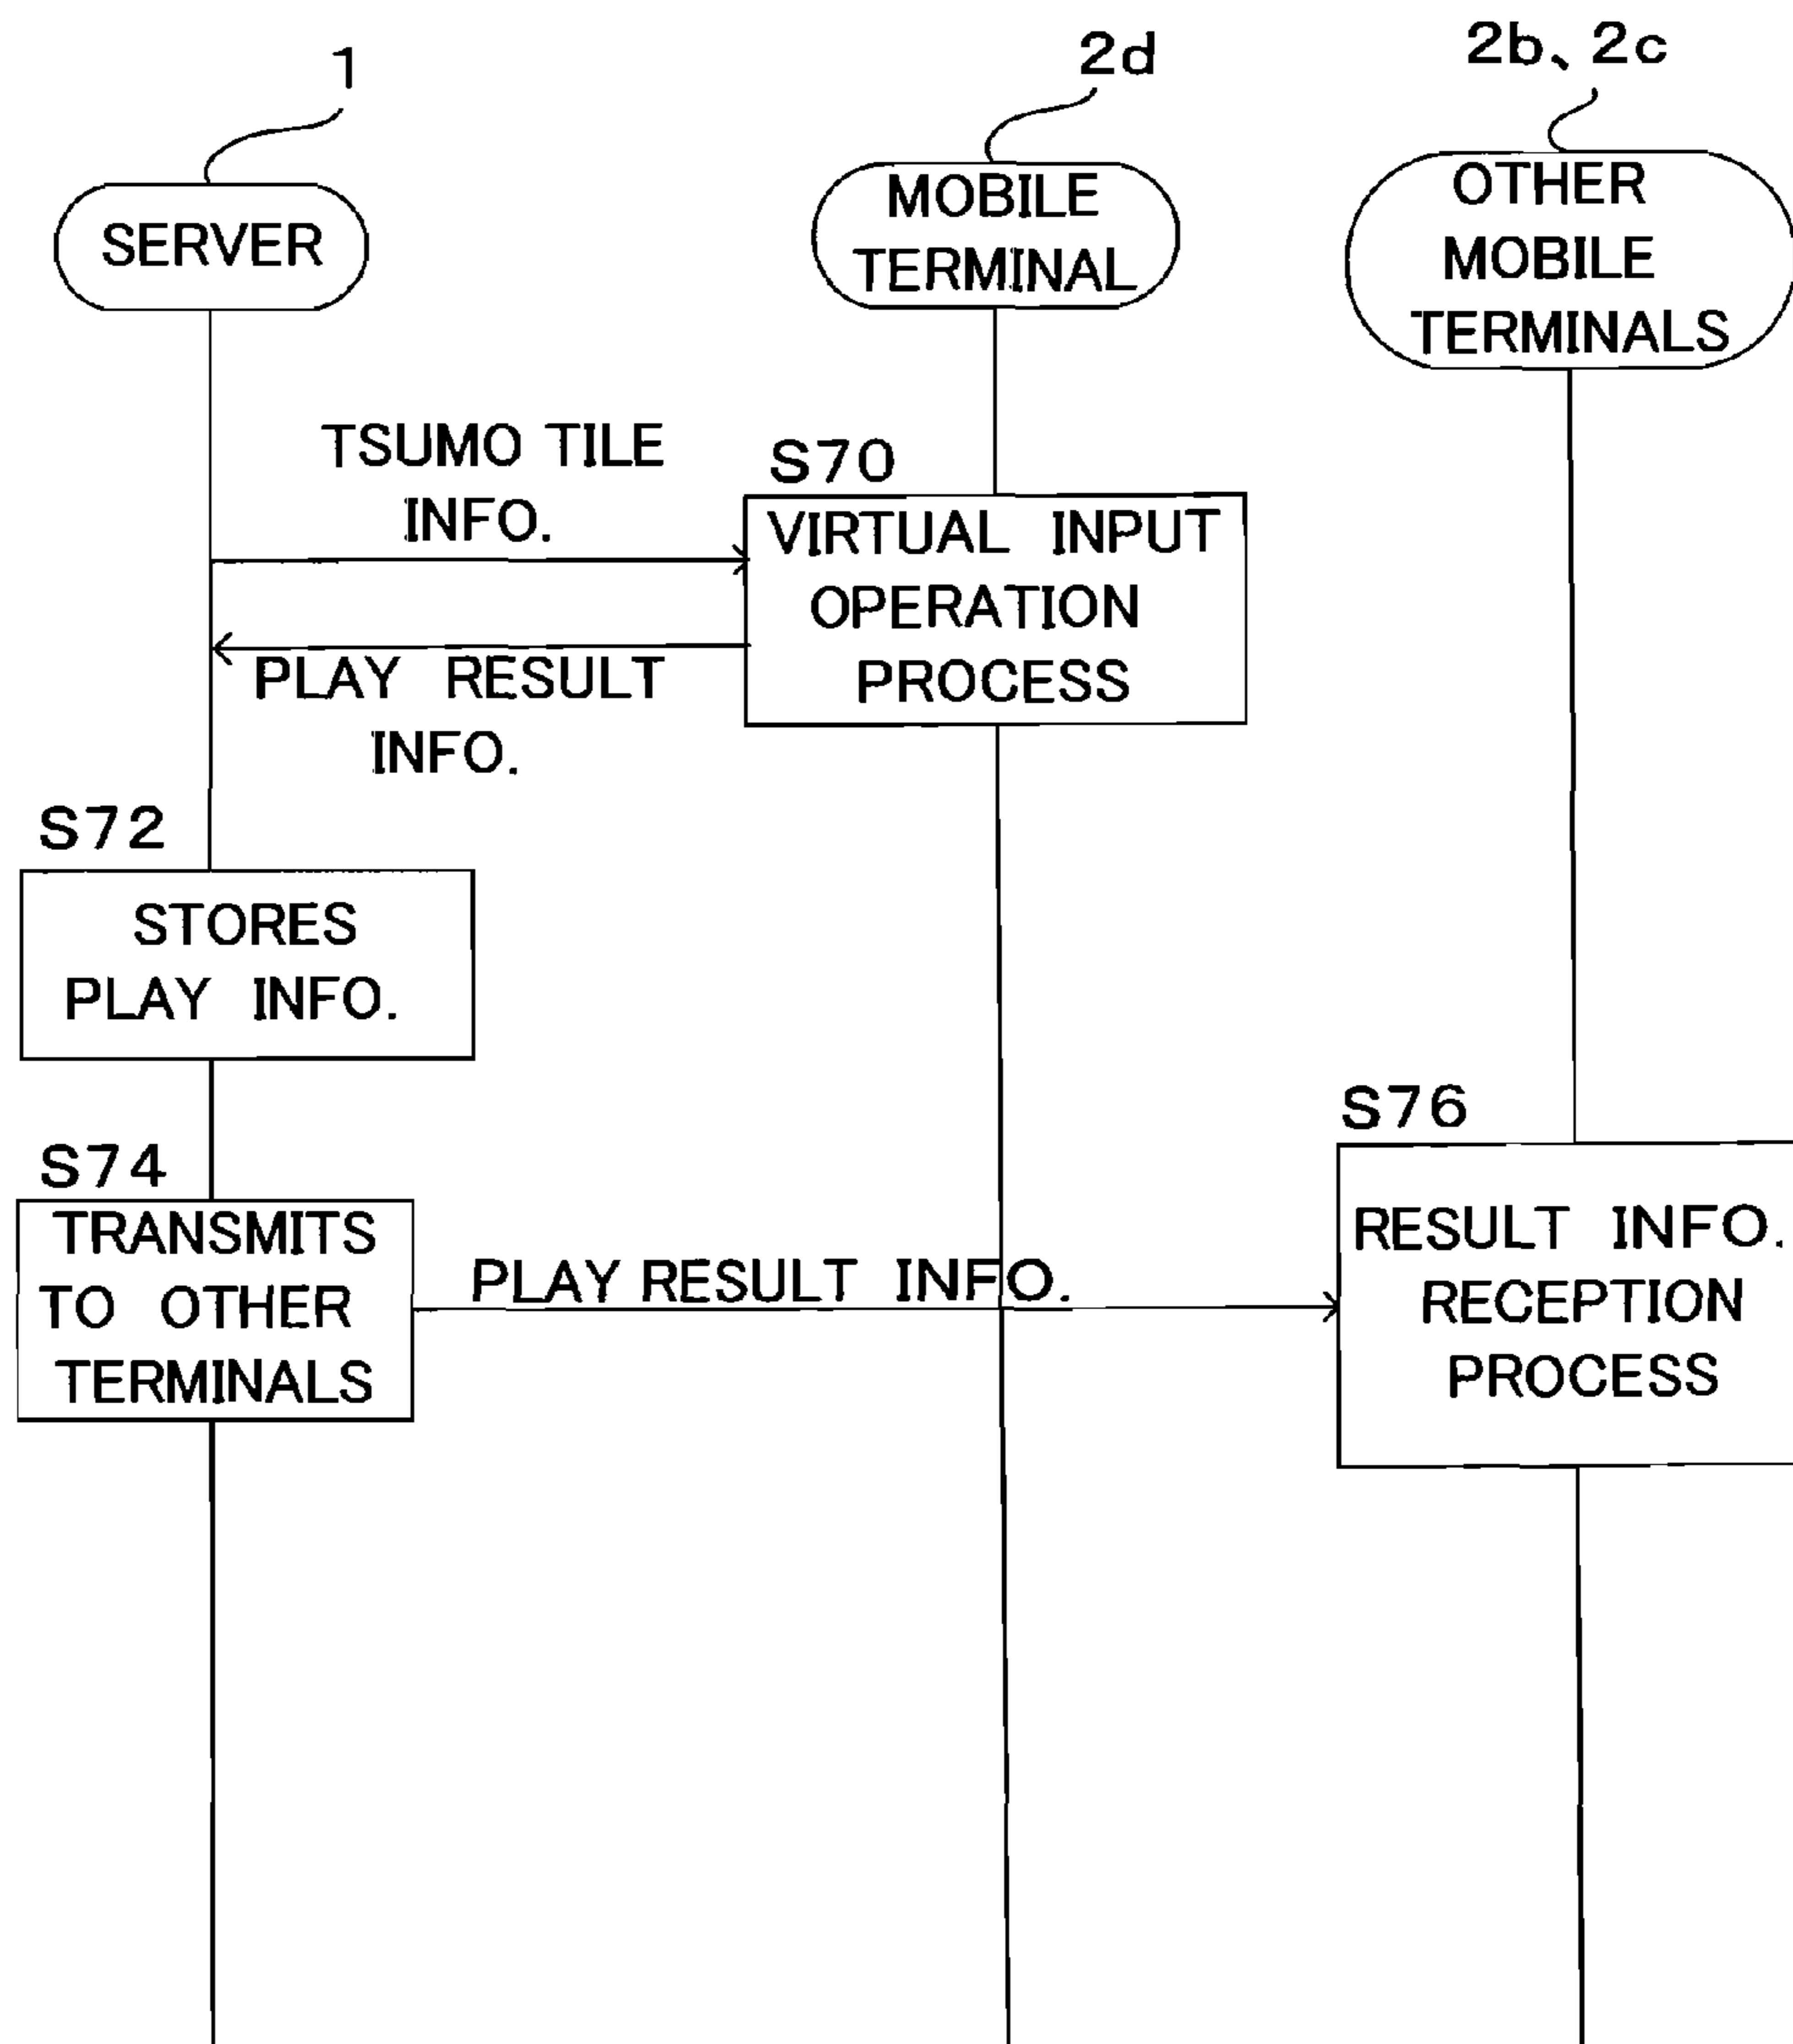 1
2d
2b、2c
SERVER
MOBILE
TERMINAL
OTHER
MOBILE
TERMINALS
TSUMO TILE
INFO.
S70
VIRTUAL INPUT
OPERATION
PROCESS
PLAY RESULT
INFO.
S72
STORES
PLAY INFO.
S74
TRANSMITS
TO OTHER
TERMINALS
PLAY RESULT INFO.
S76
RESULT INFO.
RECEPTION
PROCESS